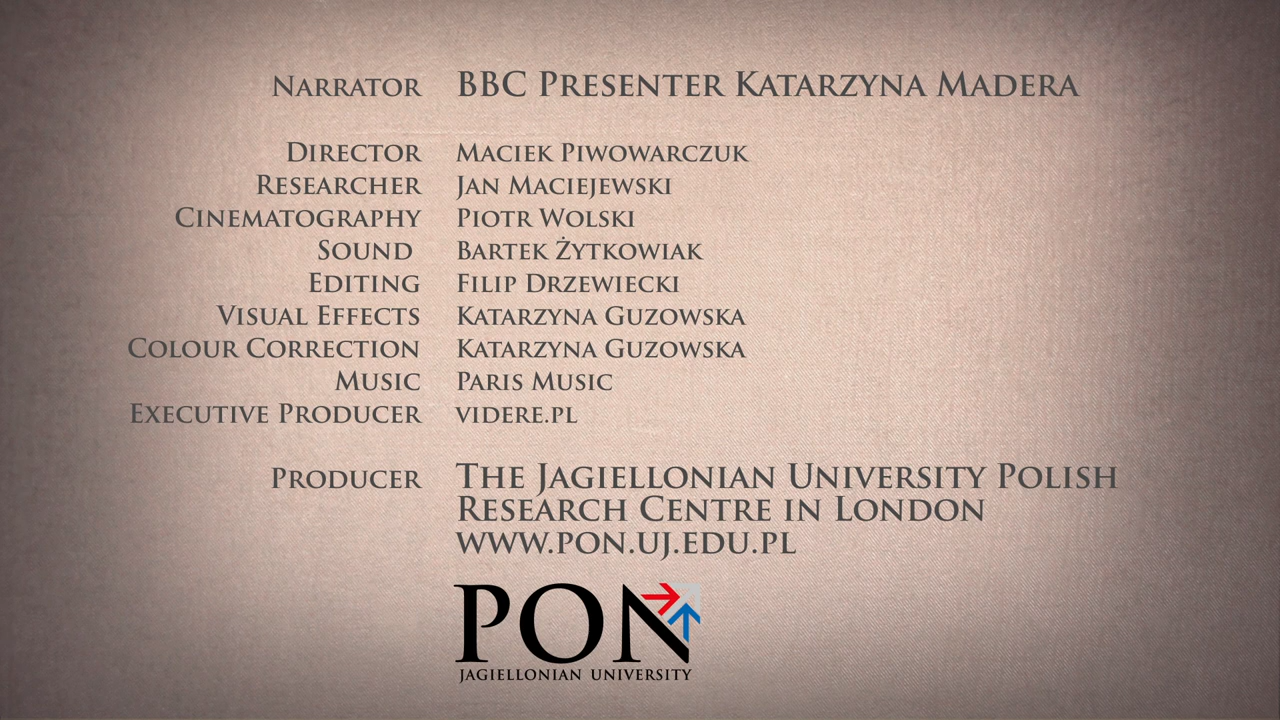 Narrator BBC Presenter Katarzyna Madera
Director Maciek Piwowarczuk
Researcher Jan Maciejewski
Cinematography Piotr Wolski
Sound Bartek Żytkowiak
Editing Filip Drzewiecki
Visual Effects Katarzyna Guzowska
Colour Correction Katarzyna Guzowska
Music Paris Music
Executive Producer videre.pl
Producer The Jagiellonian University Polish
Research Centre in London
www.pon.uj.edu.pl
PON
JAGIELLONIAN UNIVERSITY